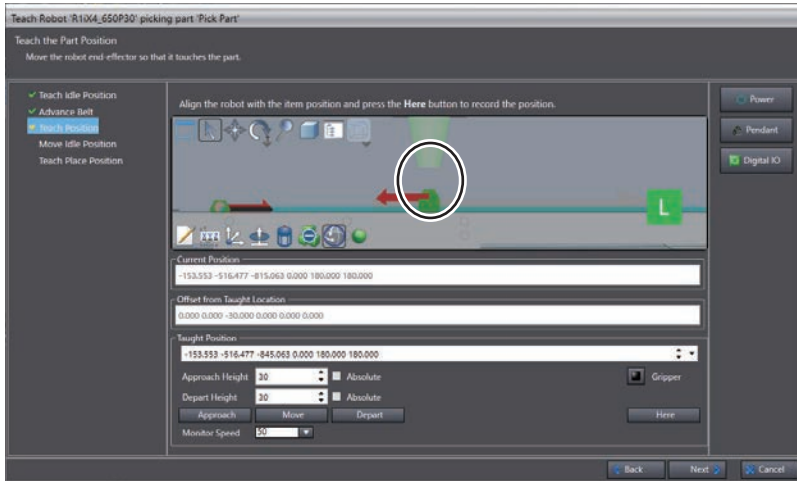 Teach Robot 'R1iX4_650P30' picking part 'Pick Part'
Teach the Part Position
Move the robot end-effector so that it touches the part.
Teach Idle Position
Advance Belt
Teach Position
Move Idle Position
Teach Place Position
Align the robot with the item position and press the Here button to record the position.
L
Power
Pendant
Digital IO
Current Position
-153.553 -516.477 -815.063 0.000 180.000 180.000
Offset from Taught Location
0.000 0.000 -30.000 0.000 0.000 0.000
Taught Position
-153.553 -516.477 -845.063 0.000 180.000 180.000
Approach Height 30 Absolute Gripper
Depart Height 30 Absolute
Approach Move Depart Here
Monitor Speed 50
Back Next Cancel